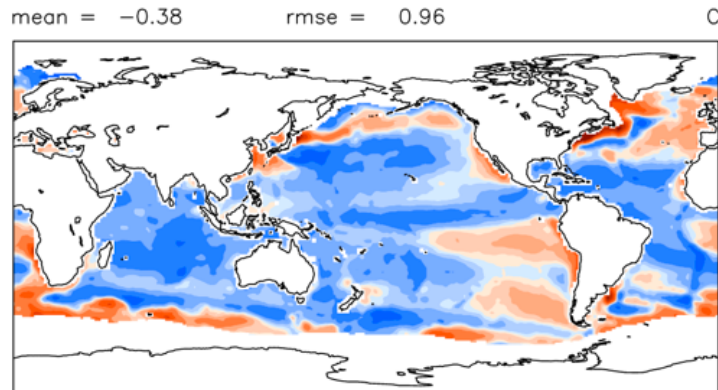 mean = −0.38 rmse = 0.96